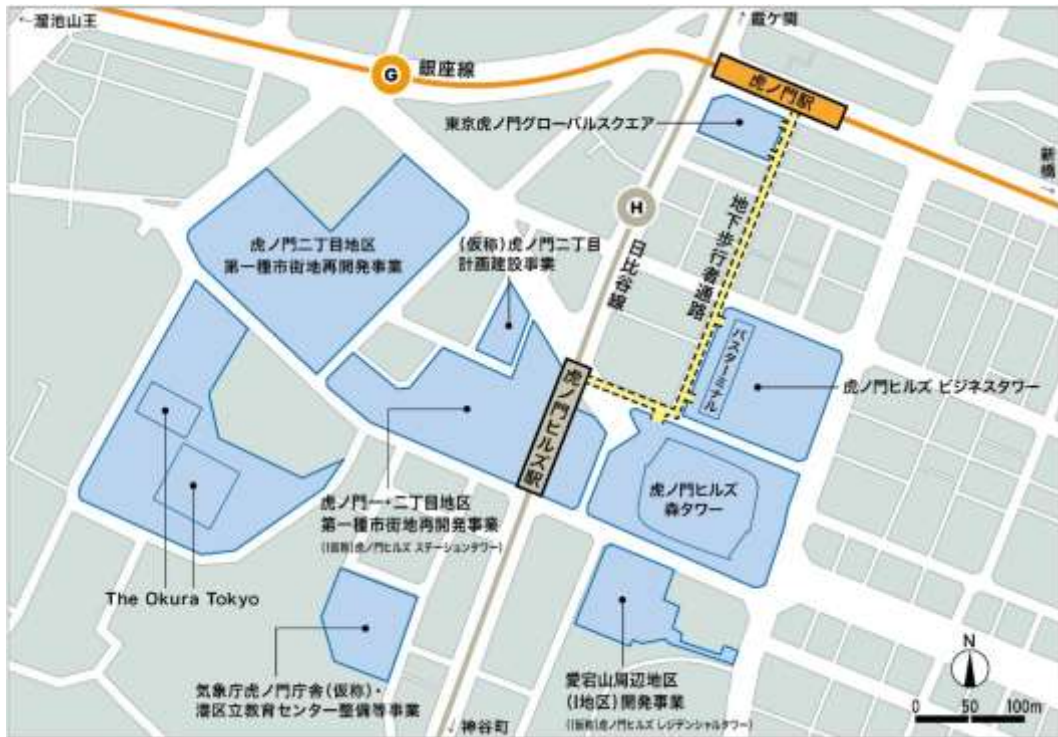 ←溜池山王
↑霞ケ関
G
銀座線
虎ノ門駅
東京虎ノ門グローバルスクエア
新橋→
H
日比谷線
地下歩行者通路
虎ノ門二丁目地区
第一種市街地再開発事業
(仮称)虎ノ門二丁目
計画建設事業
バスターミナル
虎ノ門ヒルズ ビジネスタワー
虎ノ門ヒルズ駅
虎ノ門ヒルズ
森タワー
虎ノ門一・二丁目地区
第一種市街地再開発事業
((仮称)虎ノ門ヒルズ ステーションタワー)
The Okura Tokyo
気象庁虎ノ門庁舎(仮称)・
港区立教育センター整備等事業
愛宕山周辺地区
(I地区)開発事業
((仮称)虎ノ門ヒルズ レジデンシャルタワー)
↓神谷町
N
0 50 100m